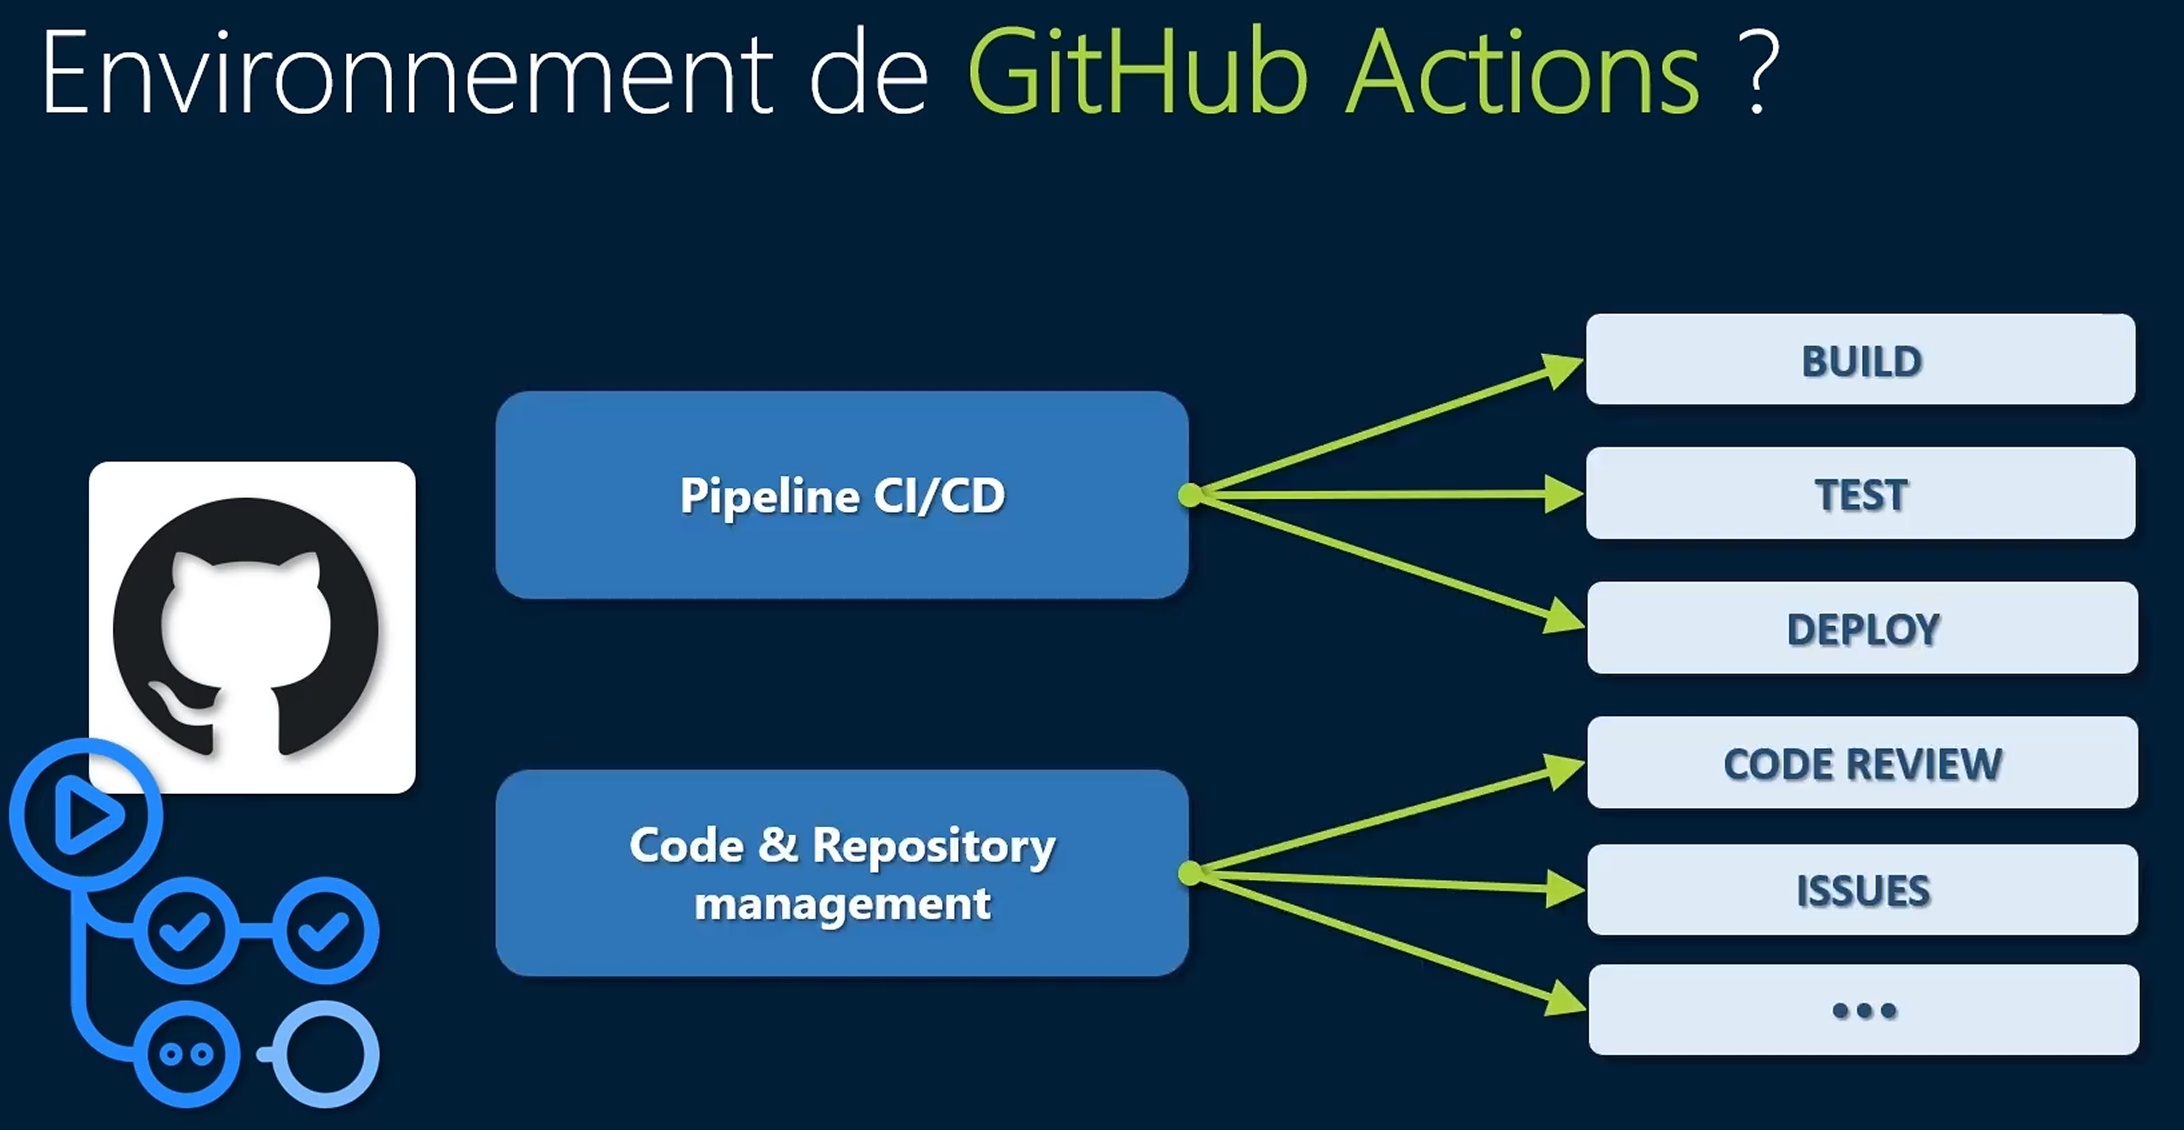 Environnement de GitHub Actions ?
Pipeline CI/CD
BUILD
TEST
DEPLOY
Code & Repository
management
CODE REVIEW
ISSUES
•••